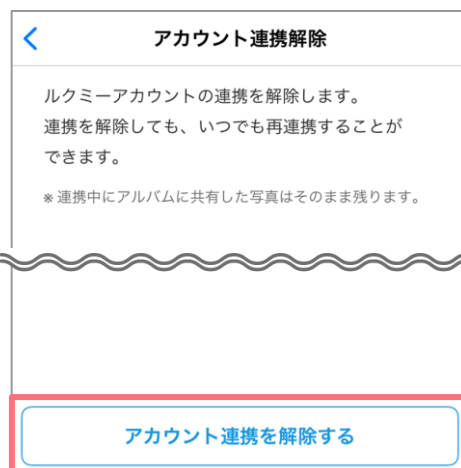 アカウント連携解除
ルクミーアカウントの連携を解除します。
連携を解除しても、いつでも再連携することが
できます。
※ 連携中にアルバムに共有した写真はそのまま残ります。
アカウント連携を解除する